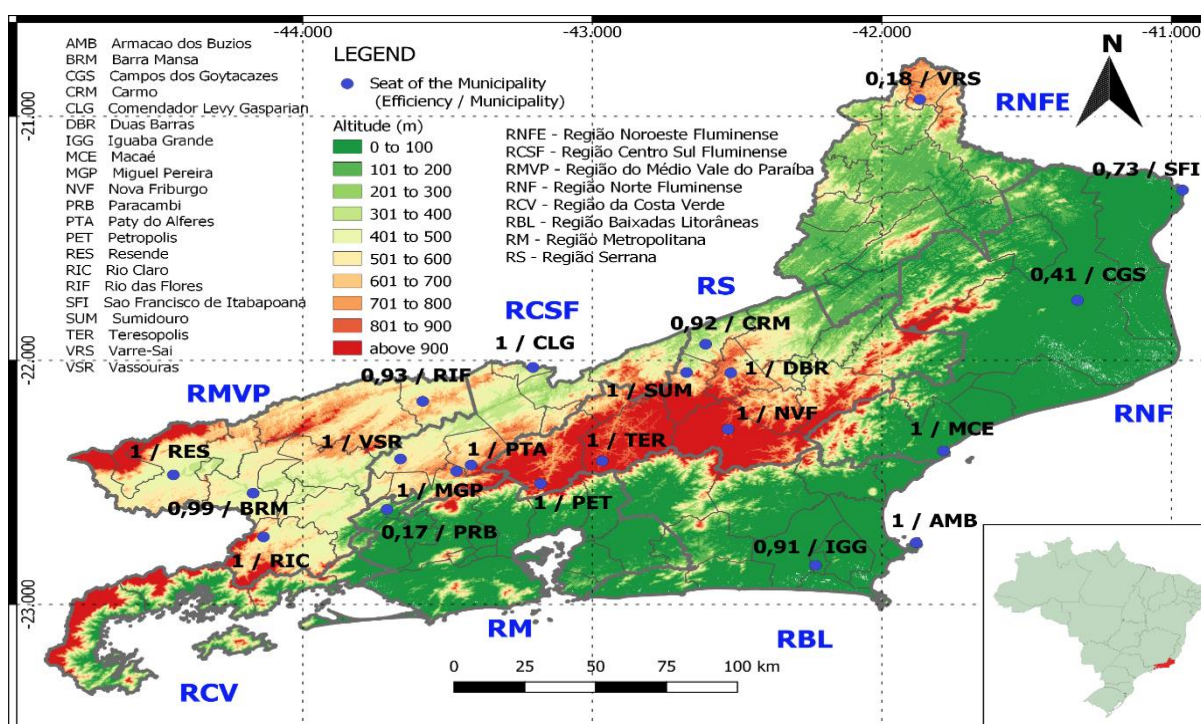 -44.000
-43.000
-42.000
-41.000
-21.000
-22.000
-23.000
AMB Armacao dos Buzios
BRM Barra Mansa
CGS Campos dos Goytacazes
CRM Carmo
CLG Comendador Levy Gasparian
DBR Duas Barras
IGG Iguaba Grande
MCE Macaé
MGP Miguel Pereira
NVF Nova Friburgo
PRB Paracambi
PTA Paty do Alferes
PET Petropolis
RES Resende
RIC Rio Claro
RIF Rio das Flores
SFI Sao Francisco de Itabapoana
SUM Sumidouro
TER Teresopolis
VRS Varre-Sai
VSR Vassouras
LEGEND
Seat of the Municipality
(Efficiency / Municipality)
Altitude (m)
0 to 100
101 to 200
201 to 300
301 to 400
401 to 500
501 to 600
601 to 700
701 to 800
801 to 900
above 900
RNFE - Região Noroeste Fluminense
RCSF - Região Centro Sul Fluminense
RMVP - Região do Médio Vale do Paraíba
RNF - Região Norte Fluminense
RCV - Região da Costa Verde
RBL - Região Baixadas Litorâneas
RM - Região Metropolitana
RS - Região Serrana
N
0,18 / VRS
RNFE
0,73 / SFI
0,41 / CGS
RS
RCSF
0,92 / CRM
1 / CLG
0,93 / RIF
1 / SUM
1 / DBR
RMVP
RNF
1 / NVF
1 / MCE
1 / RES
1 / VSR
1 / PTA
1 / TER
1 / MGP
1 / PET
0,99 / BRM
0,17 / PRB
1 / AMB
0,91 / IGG
1 / RIC
RM
RBL
RCV
0 25 50 75 100 km